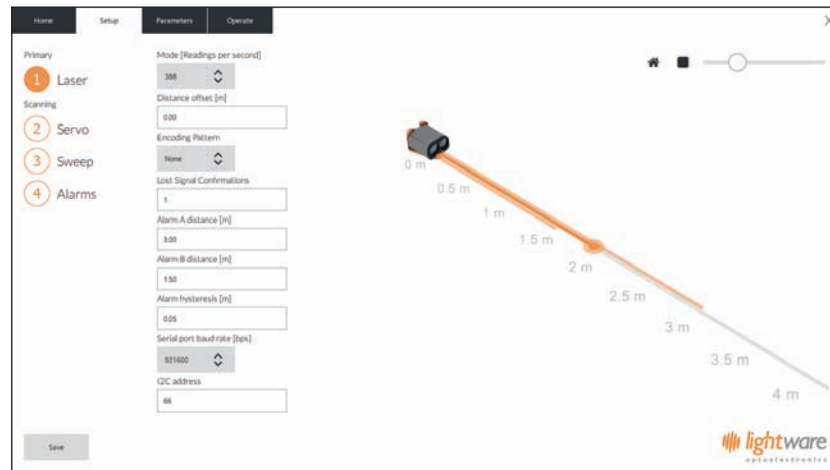 Home
Setup
Parameters
Operate
X
Primary
1 Laser
Scanning
2 Servo
3 Sweep
4 Alarms
Save
Mode [Readings per second]
388
Distance offset [m]
0.00
Encoding Pattern
None
Lost Signal Confirmations
1
Alarm A distance [m]
3.00
Alarm B distance [m]
1.50
Alarm hysteresis [m]
0.05
Serial port baud rate [bps]
921600
I2C address
66
0 m
0.5 m
1 m
1.5 m
2 m
2.5 m
3 m
3.5 m
4 m
lightware
optoelectronics